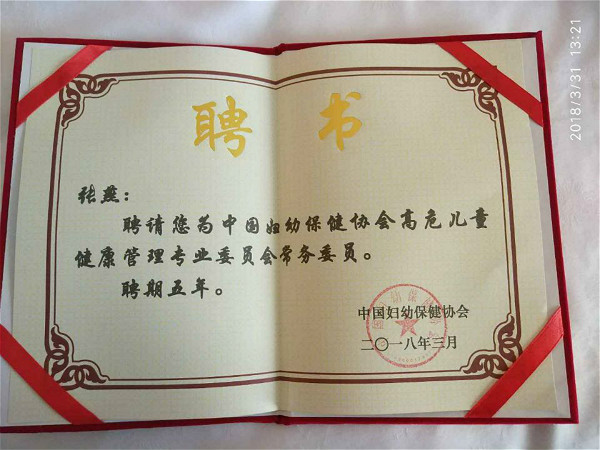 聘 书
张燕：
聘请您为中国妇幼保健协会高危儿童
健康管理专业委员会常务委员。
聘期五年。
中国妇幼保健协会
二〇一八年三月
2018/3/31 13:21